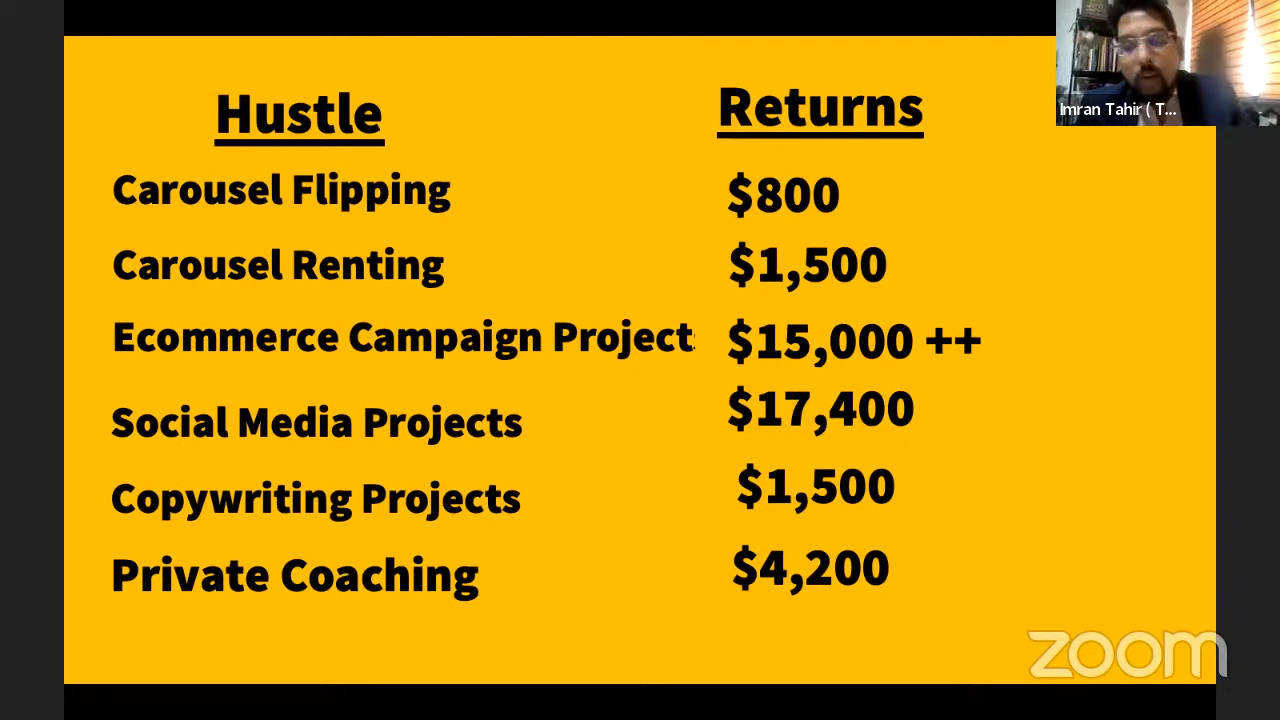 Hustle Returns
Carousel Flipping $800
Carousel Renting $1,500
Ecommerce Campaign Projects $15,000 ++
Social Media Projects $17,400
Copywriting Projects $1,500
Private Coaching $4,200
Imran Tahir ( T...
zoom